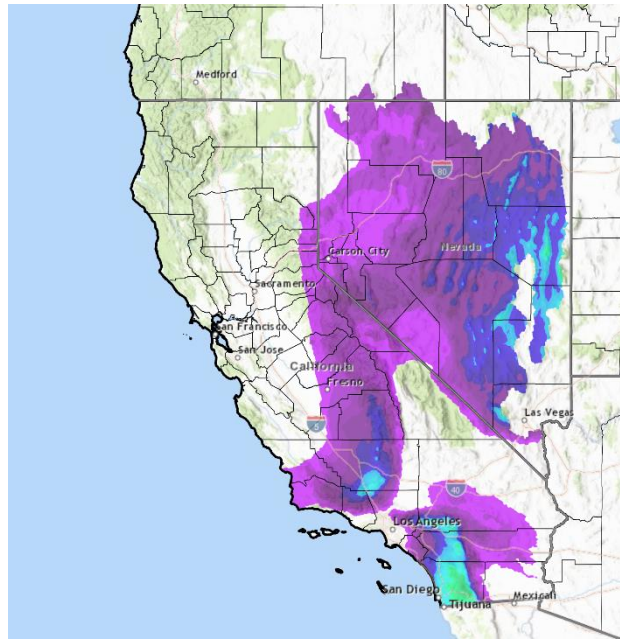 Medford
80
Carson City
Nevada
Sacramento
San Francisco
San Jose
California
Fresno
5
Las Vegas
40
Los Angeles
San Diego
Mexicali
Tijuana